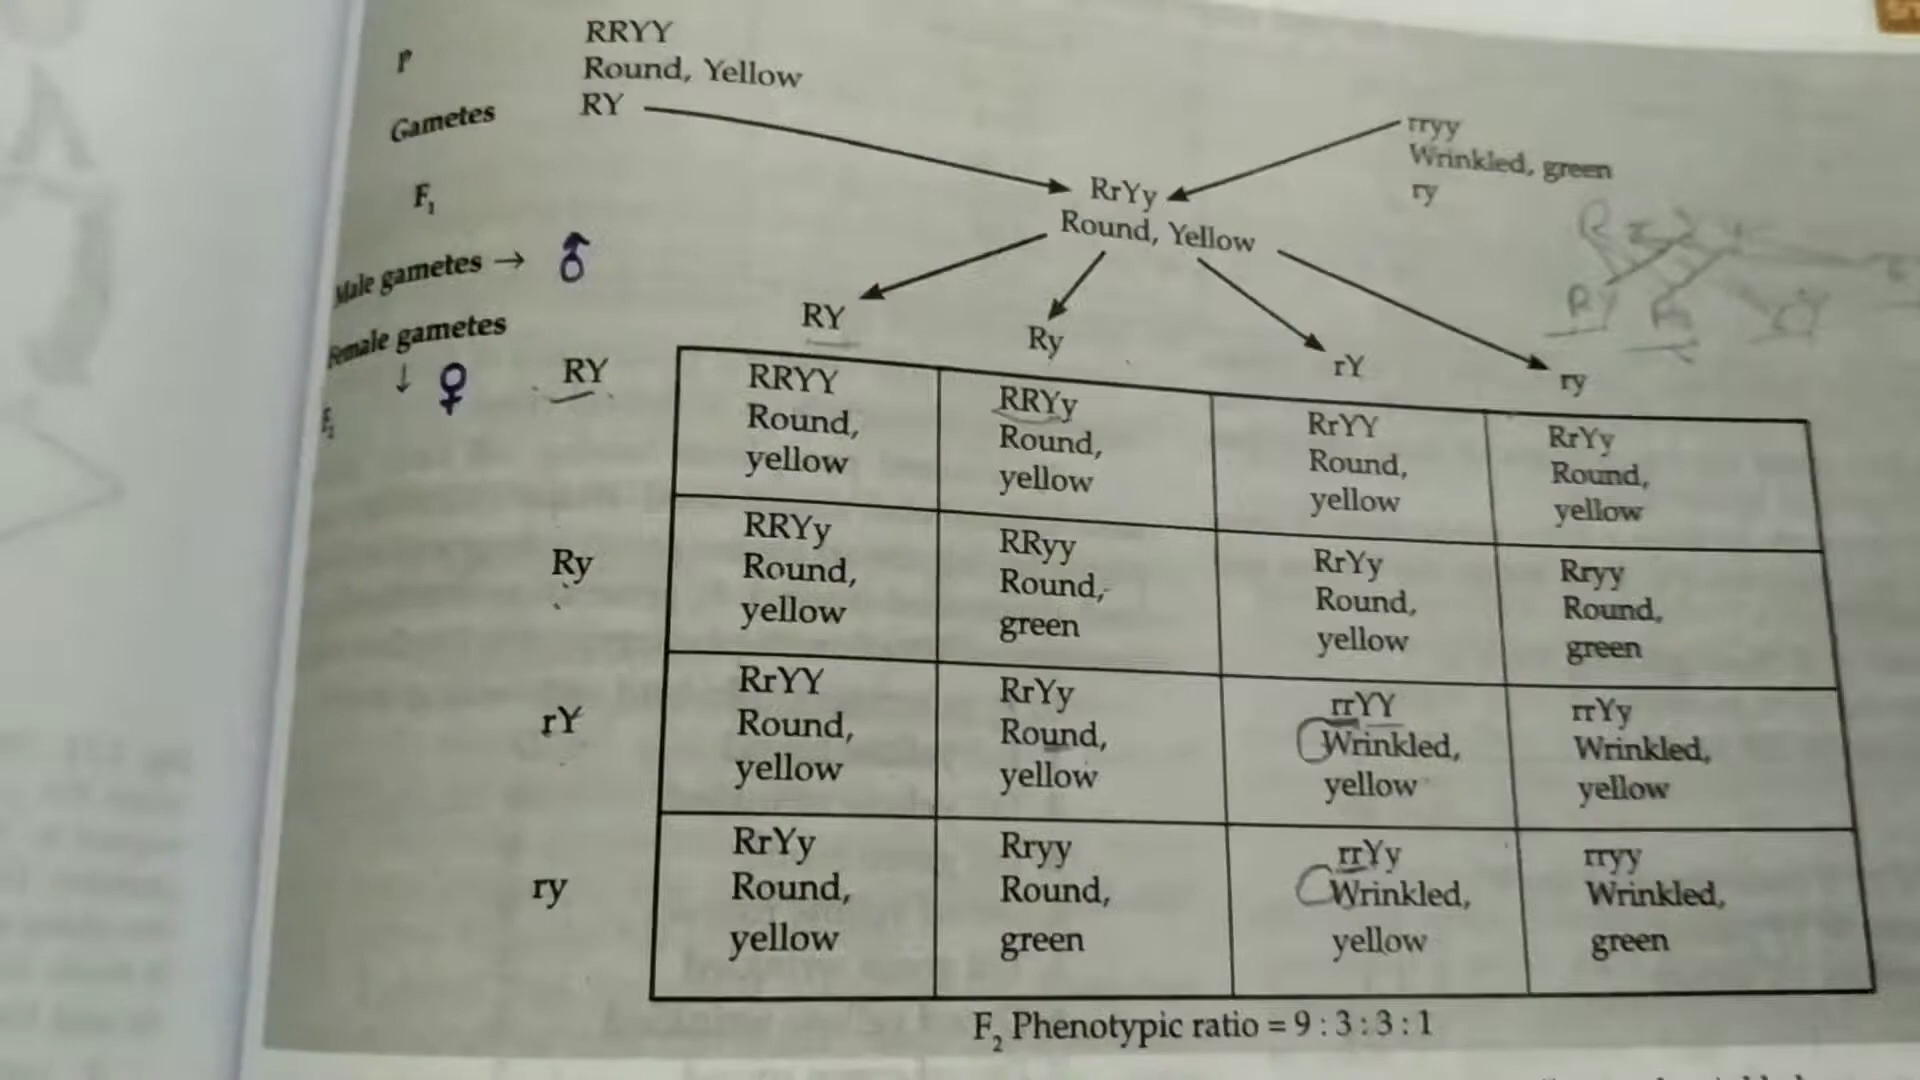 P
RRYY
Round, Yellow
Gametes
RY
rryy
Wrinkled, green
ry
F₁
RrYy
Round, Yellow
Male gametes → ♂
Female gametes
↓ ♀
RY
Ry
rY
ry
F₂
RY
RRYY
Round,
yellow
RRYy
Round,
yellow
RrYY
Round,
yellow
RrYy
Round,
yellow
Ry
RRYy
Round,
yellow
RRyy
Round,
green
RrYy
Round,
yellow
Rryy
Round,
green
rY
RrYY
Round,
yellow
RrYy
Round,
yellow
rrYY
Wrinkled,
yellow
rrYy
Wrinkled,
yellow
ry
RrYy
Round,
yellow
Rryy
Round,
green
rrYy
Wrinkled,
yellow
rryy
Wrinkled,
green
F₂ Phenotypic ratio = 9 : 3 : 3 : 1